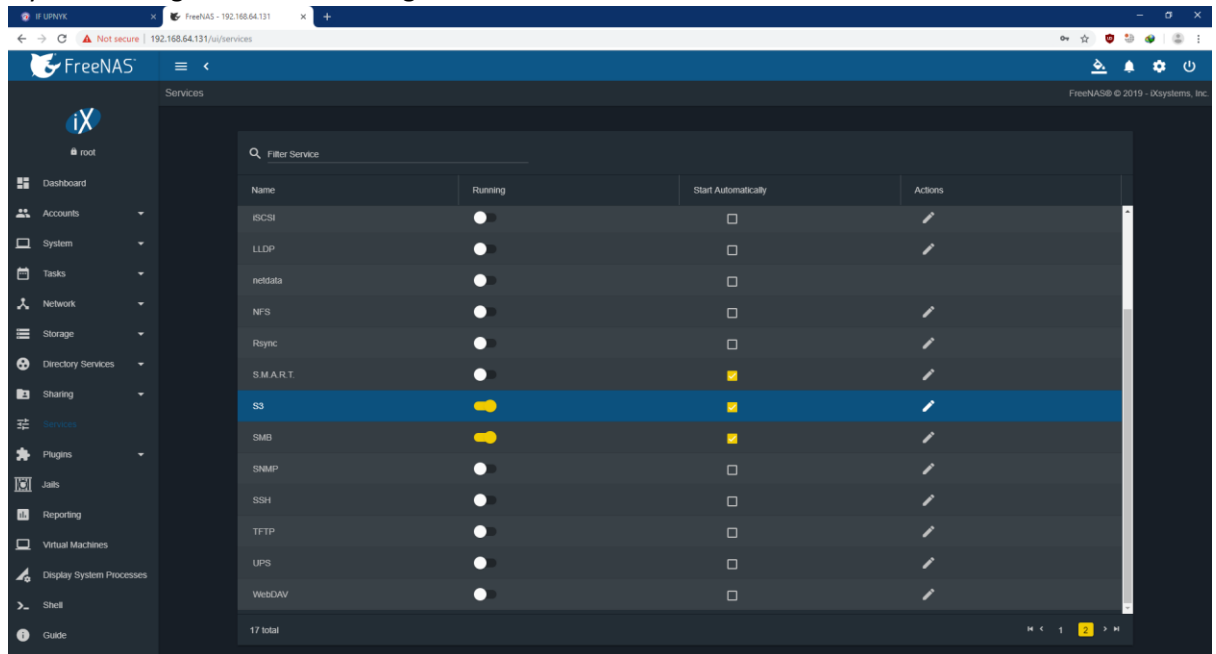 IF UPNYK
FreeNAS - 192.168.64.131
Not secure | 192.168.64.131/ui/services
FreeNAS®
Services
FreeNAS® © 2019 - iXsystems, Inc.
iX
root
Filter Service
Dashboard
Name Running Start Automatically Actions
Accounts
iSCSI
System
LLDP
Tasks
netdata
Network
NFS
Storage
Rsync
Directory Services
S.M.A.R.T.
Sharing
S3
Services
SMB
Plugins
SNMP
Jails
SSH
Reporting
TFTP
Virtual Machines
UPS
Display System Processes
WebDAV
Shell
17 total
1 2
Guide